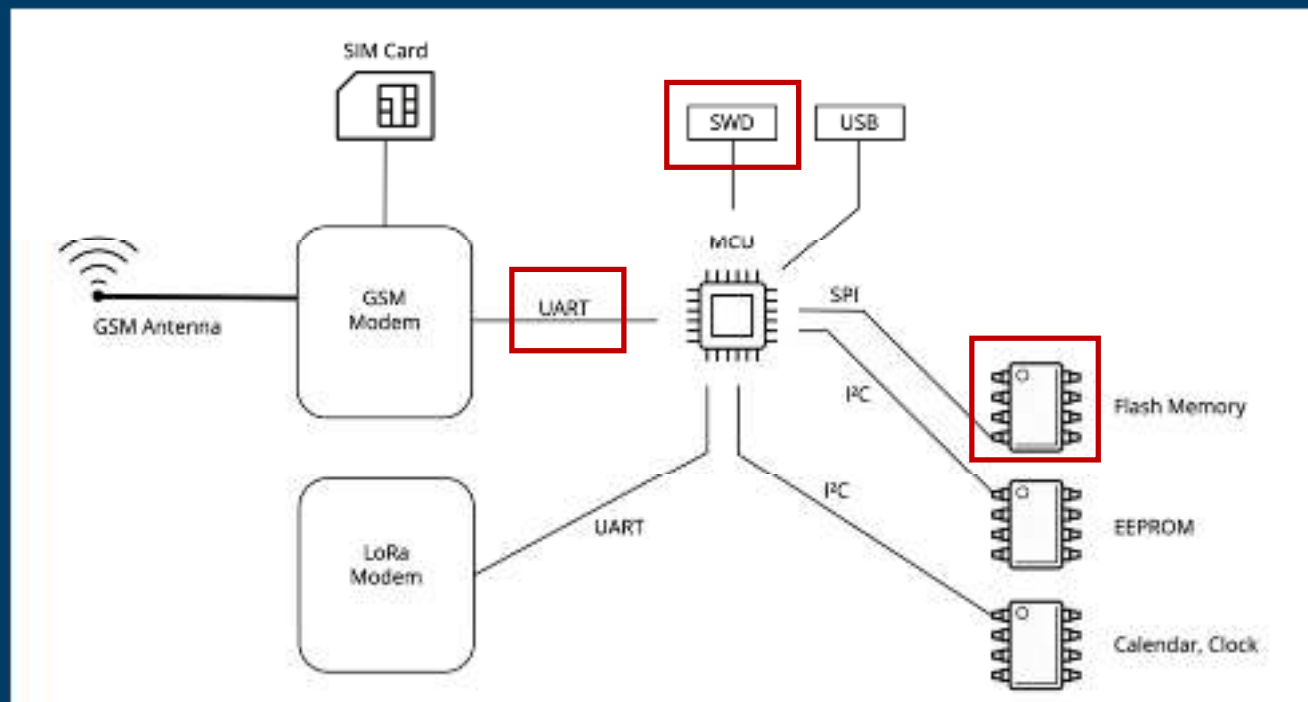 SIM Card
SWD
USB
MCU
GSM
Modem
UART
SPI
GSM Antenna
I²C
Flash Memory
I²C
UART
EEPROM
LoRa
Modem
Calendar, Clock